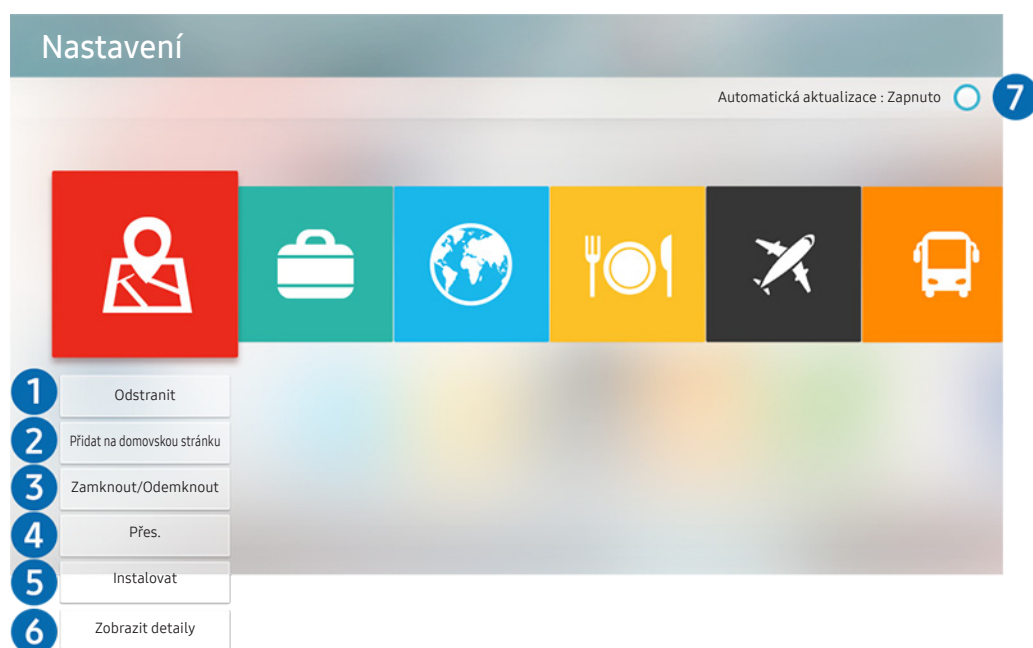 Nastavení
Automatická aktualizace : Zapnuto 7
1 Odstranit
2 Přidat na domovskou stránku
3 Zamknout/Odemknout
4 Přes.
5 Instalovat
6 Zobrazit detaily